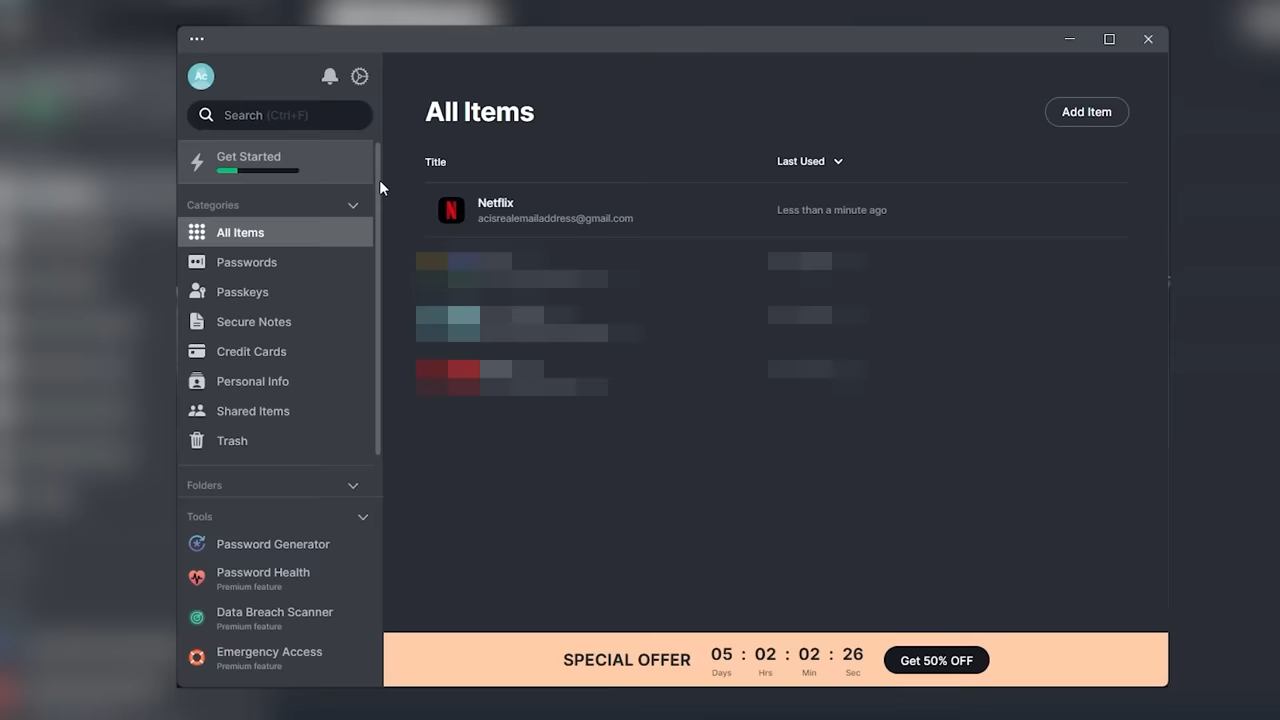 Ac
Search (Ctrl+F)
Get Started
Categories
All Items
Passwords
Passkeys
Secure Notes
Credit Cards
Personal Info
Shared Items
Trash
Folders
Tools
Password Generator
Password Health
Premium feature
Data Breach Scanner
Premium feature
Emergency Access
Premium feature
All Items
Add Item
Title
Last Used
Netflix
acisrealemailaddress@gmail.com
Less than a minute ago
SPECIAL OFFER
05 : 02 : 02 : 26
Days Hrs Min Sec
Get 50% OFF